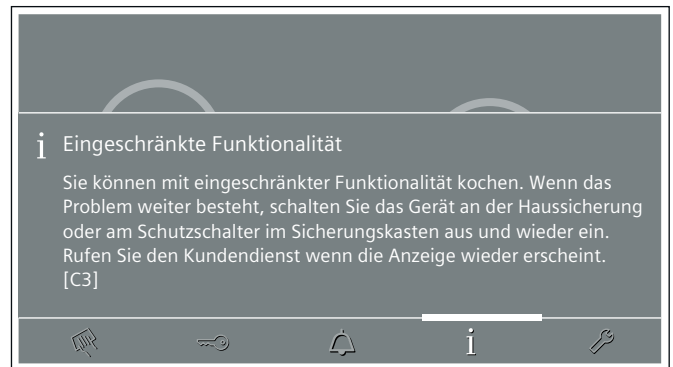 i Eingeschränkte Funktionalität
Sie können mit eingeschränkter Funktionalität kochen. Wenn das
Problem weiter besteht, schalten Sie das Gerät an der Haussicherung
oder am Schutzschalter im Sicherungskasten aus und wieder ein.
Rufen Sie den Kundendienst wenn die Anzeige wieder erscheint.
[C3]
i